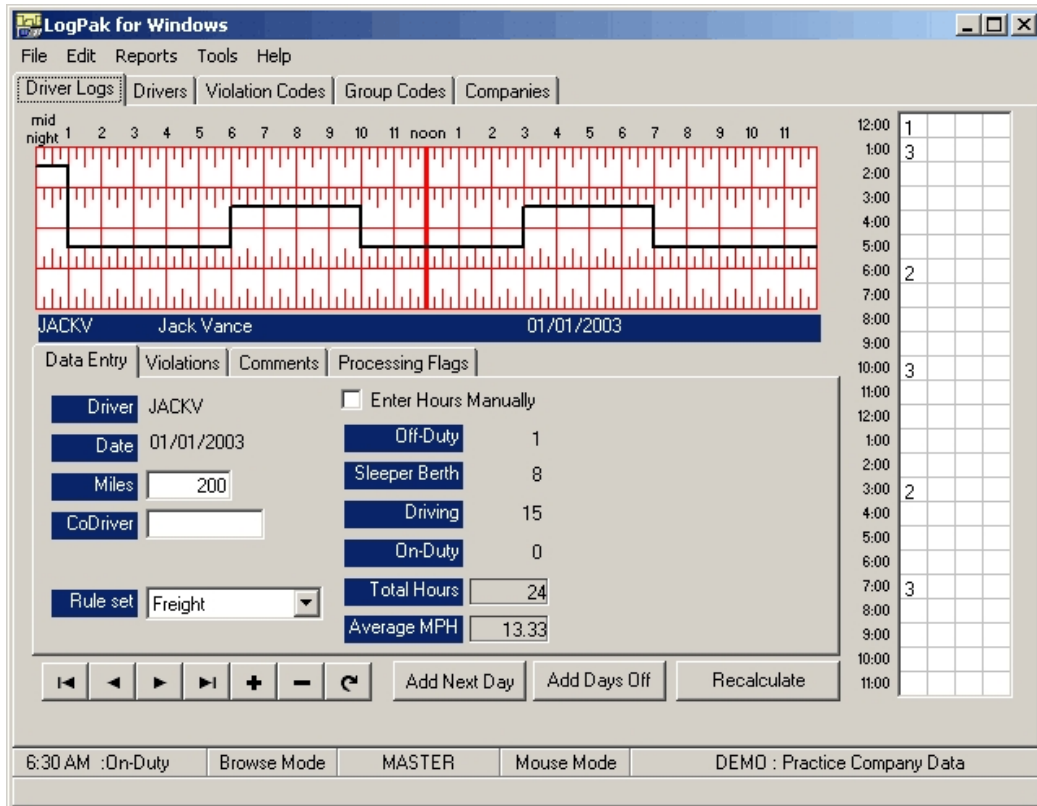 LogPak for Windows
File Edit Reports Tools Help
Driver Logs Drivers Violation Codes Group Codes Companies
mid night 1 2 3 4 5 6 7 8 9 10 11 noon 1 2 3 4 5 6 7 8 9 10 11
12:00 1
1:00 3
2:00
3:00
4:00
5:00
6:00 2
7:00
8:00
9:00
10:00 3
11:00
12:00
1:00
2:00
3:00 2
4:00
5:00
6:00
7:00 3
8:00
9:00
10:00
11:00
JACKV Jack Vance 01/01/2003
Data Entry Violations Comments Processing Flags
Driver JACKV
Date 01/01/2003
Miles 200
CoDriver
Rule set Freight
Enter Hours Manually
Off-Duty 1
Sleeper Berth 8
Driving 15
On-Duty 0
Total Hours 24
Average MPH 13.33
Add Next Day Add Days Off Recalculate
6:30 AM :On-Duty Browse Mode MASTER Mouse Mode DEMO : Practice Company Data